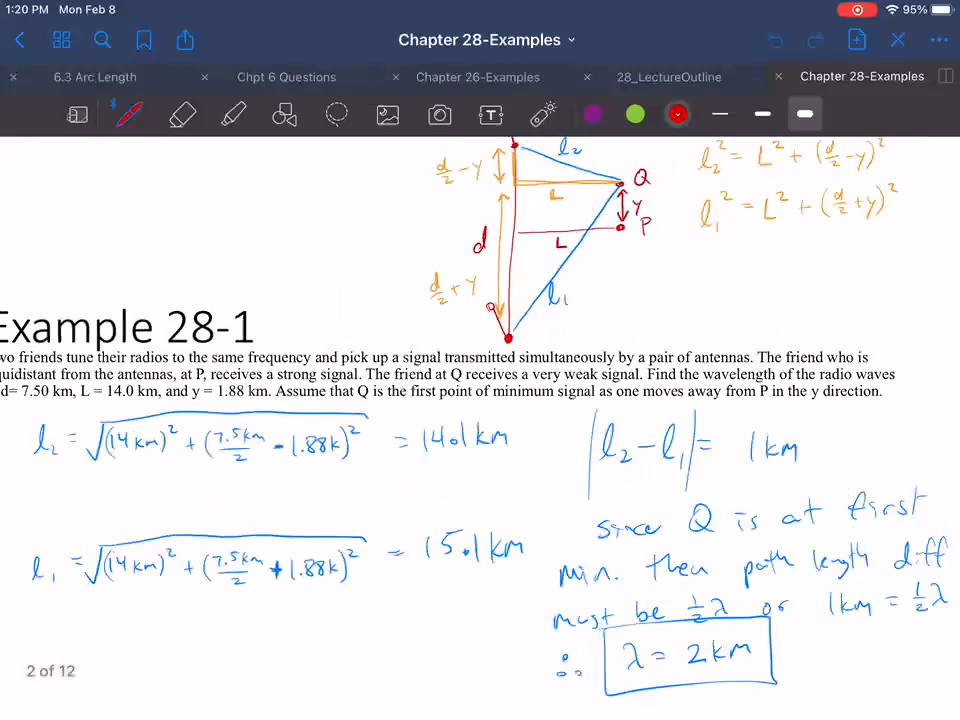 1:20 PM Mon Feb 8
95%
Chapter 28-Examples
6.3 Arc Length
Chpt 6 Questions
Chapter 26-Examples
28_LectureOutline
Chapter 28-Examples
T
l₂
d/2 - y
L
Q
y
P
L
d
d/2 + y
l₁
l₂² = L² + (d/2 - y)²
l₁² = L² + (d/2 + y)²
Example 28-1
wo friends tune their radios to the same frequency and pick up a signal transmitted simultaneously by a pair of antennas. The friend who is
quidistant from the antennas, at P, receives a strong signal. The friend at Q receives a very weak signal. Find the wavelength of the radio waves
d= 7.50 km, L = 14.0 km, and y = 1.88 km. Assume that Q is the first point of minimum signal as one moves away from P in the y direction.
l₂ = √((14 km)² + (7.5km/2 - 1.88k)²) = 14.1 km
l₁ = √((14 km)² + (7.5km/2 + 1.88k)²) = 15.1 km
|l₂ - l₁| = 1 km
since Q is at first
min. then path length diff
must be ½λ or 1km = ½λ
∴ λ = 2 km
2 of 12